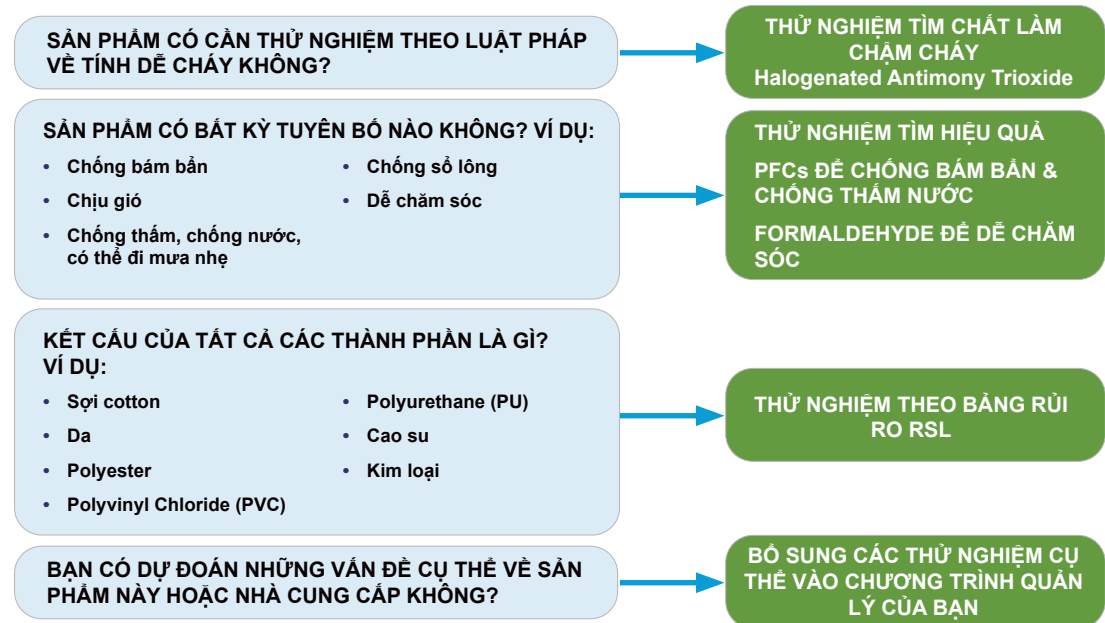 SẢN PHẨM CÓ CẦN THỬ NGHIỆM THEO LUẬT PHÁP
VỀ TÍNH DỄ CHÁY KHÔNG?
THỬ NGHIỆM TÌM CHẤT LÀM
CHẬM CHÁY
Halogenated Antimony Trioxide
SẢN PHẨM CÓ BẤT KỲ TUYÊN BỐ NÀO KHÔNG? VÍ DỤ:
• Chống bám bẩn
• Chịu gió
• Chống thấm, chống nước,
có thể đi mưa nhẹ
• Chống sổ lông
• Dễ chăm sóc
THỬ NGHIỆM TÌM HIỆU QUẢ
PFCs ĐỂ CHỐNG BÁM BẨN &
CHỐNG THẤM NƯỚC
FORMALDEHYDE ĐỂ DỄ CHĂM
SÓC
KẾT CẤU CỦA TẤT CẢ CÁC THÀNH PHẦN LÀ GÌ?
VÍ DỤ:
• Sợi cotton
• Da
• Polyester
• Polyvinyl Chloride (PVC)
• Polyurethane (PU)
• Cao su
• Kim loại
THỬ NGHIỆM THEO BẢNG RỦI
RO RSL
BẠN CÓ DỰ ĐOÁN NHỮNG VẤN ĐỀ CỤ THỂ VỀ SẢN
PHẨM NÀY HOẶC NHÀ CUNG CẤP KHÔNG?
BỔ SUNG CÁC THỬ NGHIỆM CỤ
THỂ VÀO CHƯƠNG TRÌNH QUẢN
LÝ CỦA BẠN